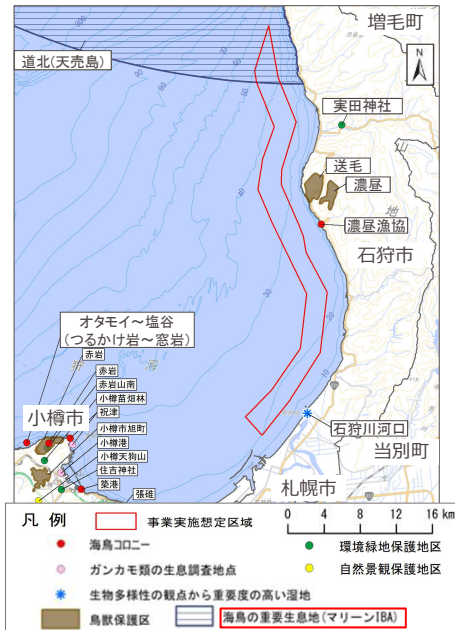 増毛町
道北(天売島)
N
実田神社
送毛
濃昼
濃昼漁協
石狩市
オタモイ～塩谷
(つるかけ岩～窓岩)
赤岩
赤岩
赤岩山南
小樽苗畑林
祝津
小樽市旭町
小樽港
小樽天狗山
住吉神社
築港
張碓
小樽市
石狩川河口
当別町
札幌市
凡 例
事業実施想定区域
0 4 8 12 16 km
海鳥コロニー
環境緑地保護地区
ガンカモ類の生息調査地点
自然景観保護地区
生物多様性の観点から重要度の高い湿地
鳥獣保護区
海鳥の重要生息地(マリーンIBA)